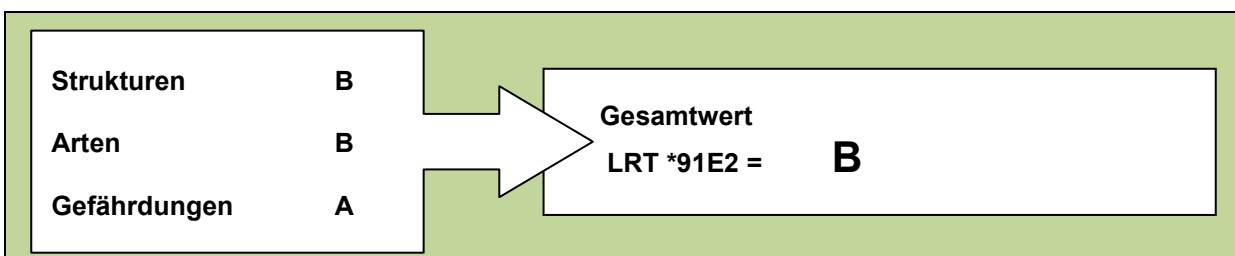 Strukturen B
Arten B
Gefährdungen A
Gesamtwert
LRT *91E2 = B